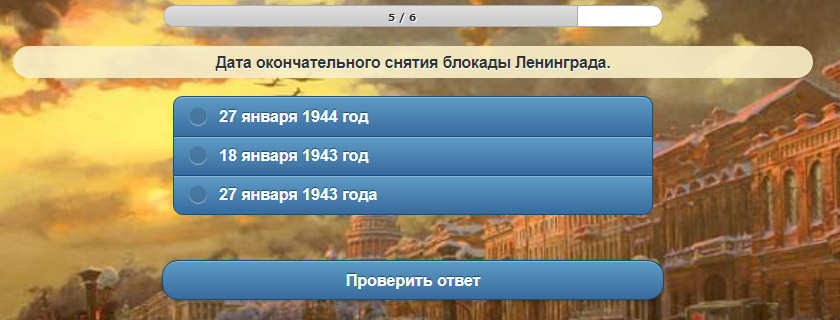 5 / 6
Дата окончательного снятия блокады Ленинграда.
27 января 1944 год
18 января 1943 год
27 января 1943 года
Проверить ответ